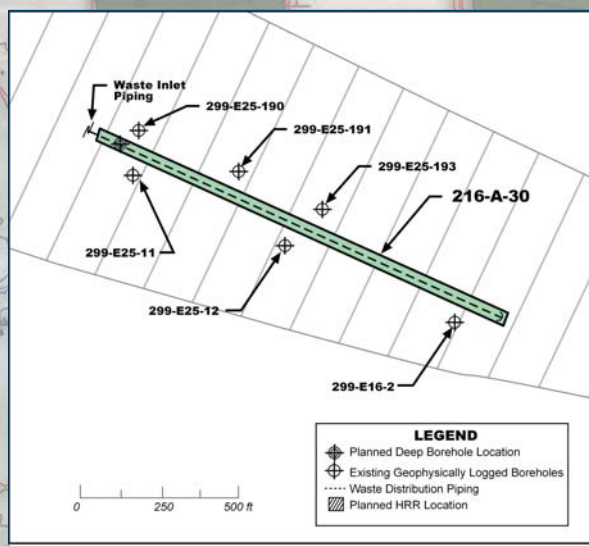 Waste Inlet
Piping
299-E25-190
299-E25-191
299-E25-193
216-A-30
299-E25-11
299-E25-12
299-E16-2
LEGEND
Planned Deep Borehole Location
Existing Geophysically Logged Boreholes
Waste Distribution Piping
Planned HRR Location
0 250 500 ft